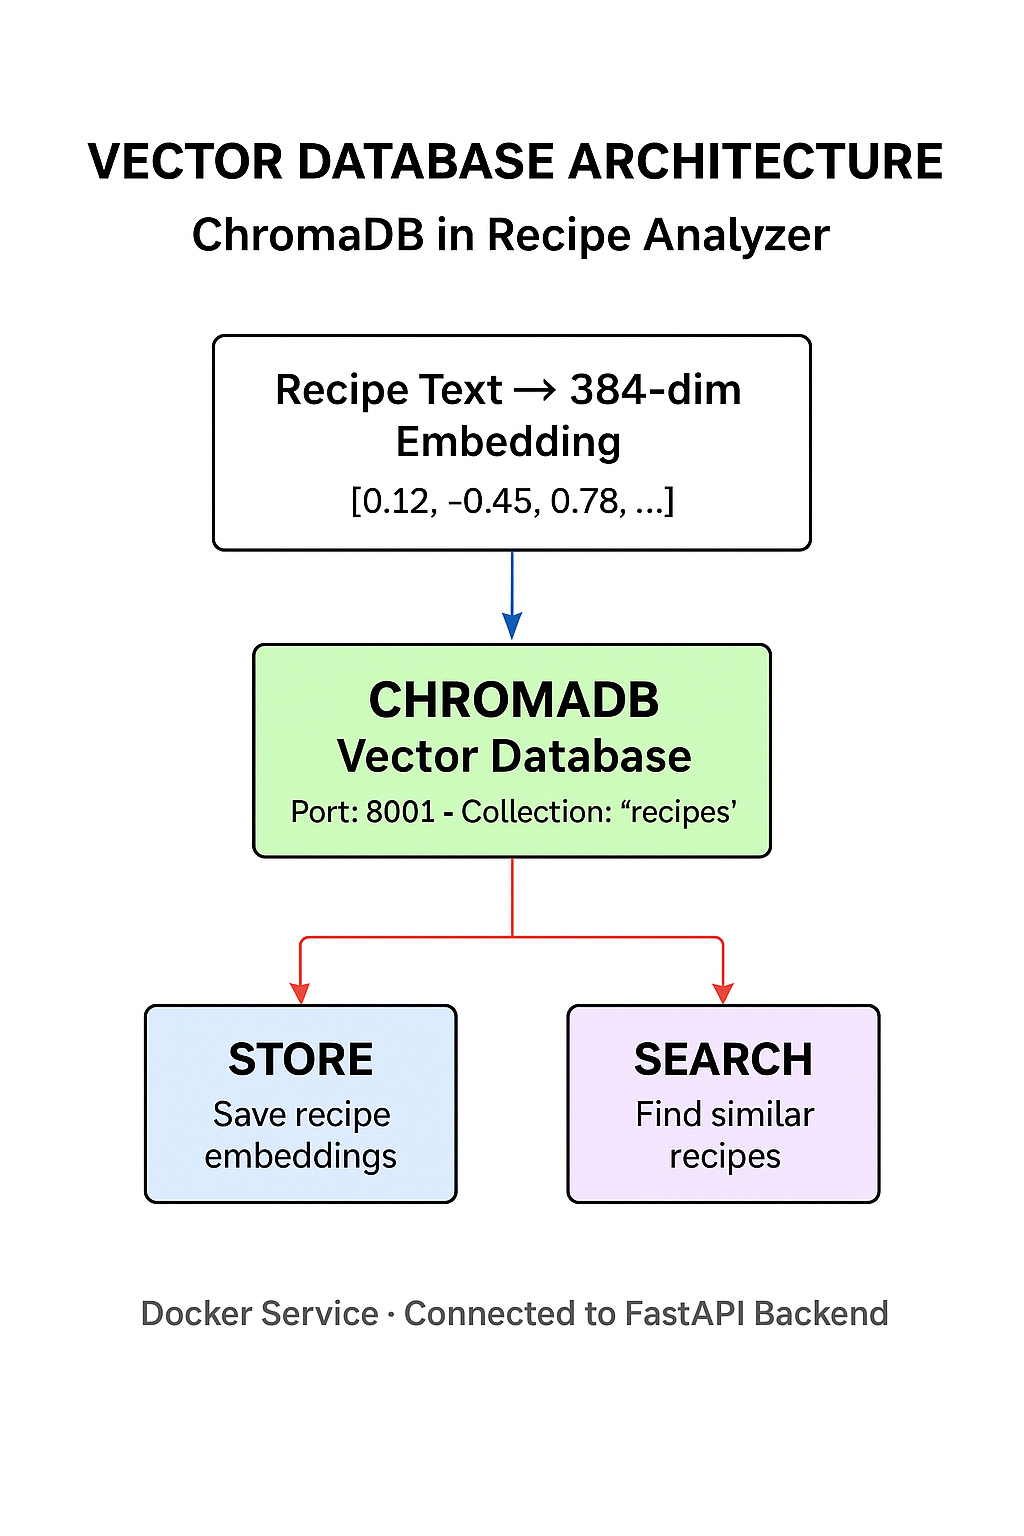 VECTOR DATABASE ARCHITECTURE
ChromaDB in Recipe Analyzer
Recipe Text → 384-dim
Embedding
[0.12, -0.45, 0.78, ...]
CHROMADB
Vector Database
Port: 8001 - Collection: “recipes’
STORE
Save recipe
embeddings
SEARCH
Find similar
recipes
Docker Service · Connected to FastAPI Backend